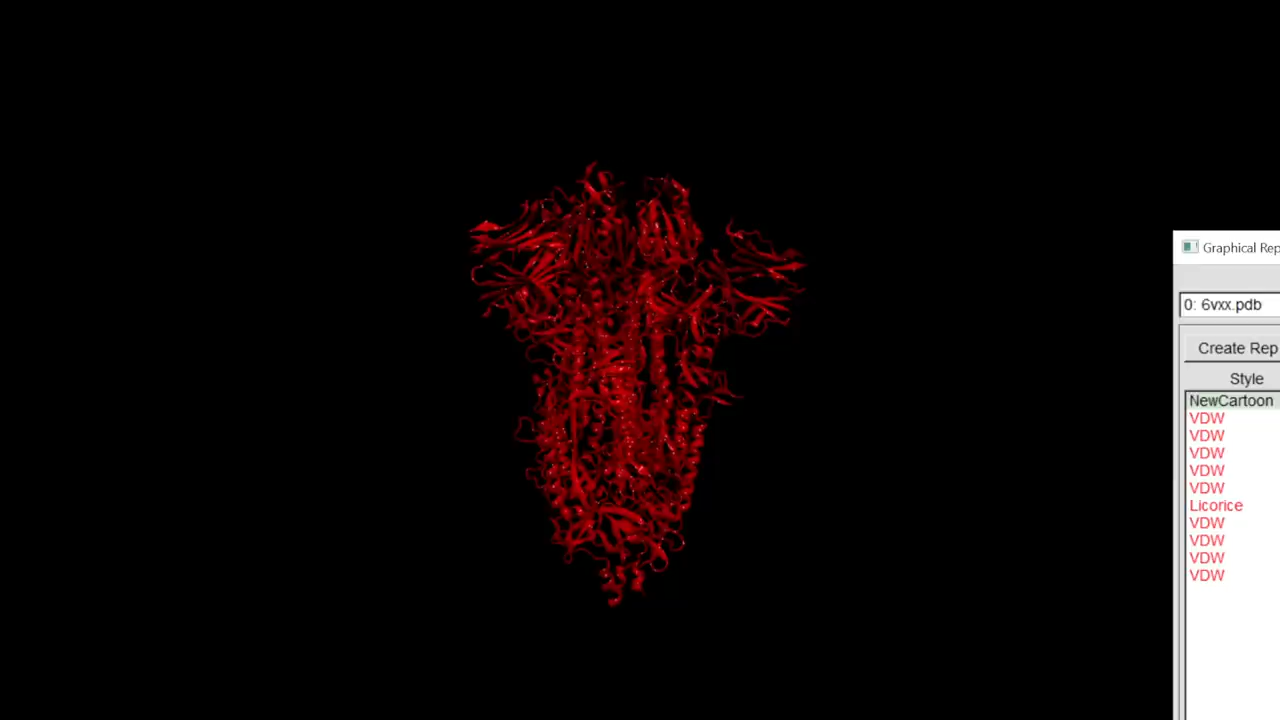 Graphical Rep
0: 6vxx.pdb
Create Rep
Style
NewCartoon
VDW
VDW
VDW
VDW
VDW
Licorice
VDW
VDW
VDW
VDW